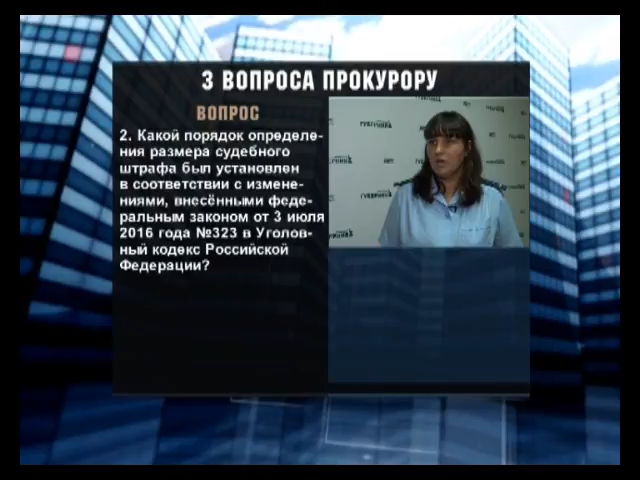 3 ВОПРОСА ПРОКУРОРУ
ВОПРОС
2. Какой порядок определе-
ния размера судебного
штрафа был установлен
в соответствии с измене-
ниями, внесёнными феде-
ральным законом от 3 июля
2016 года №323 в Уголов-
ный кодекс Российской
Федерации?